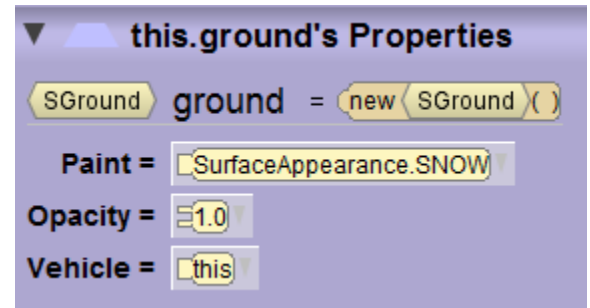 this.ground's Properties
SGround ground = new SGround ( )
Paint = SurfaceAppearance.SNOW
Opacity = 1.0
Vehicle = this